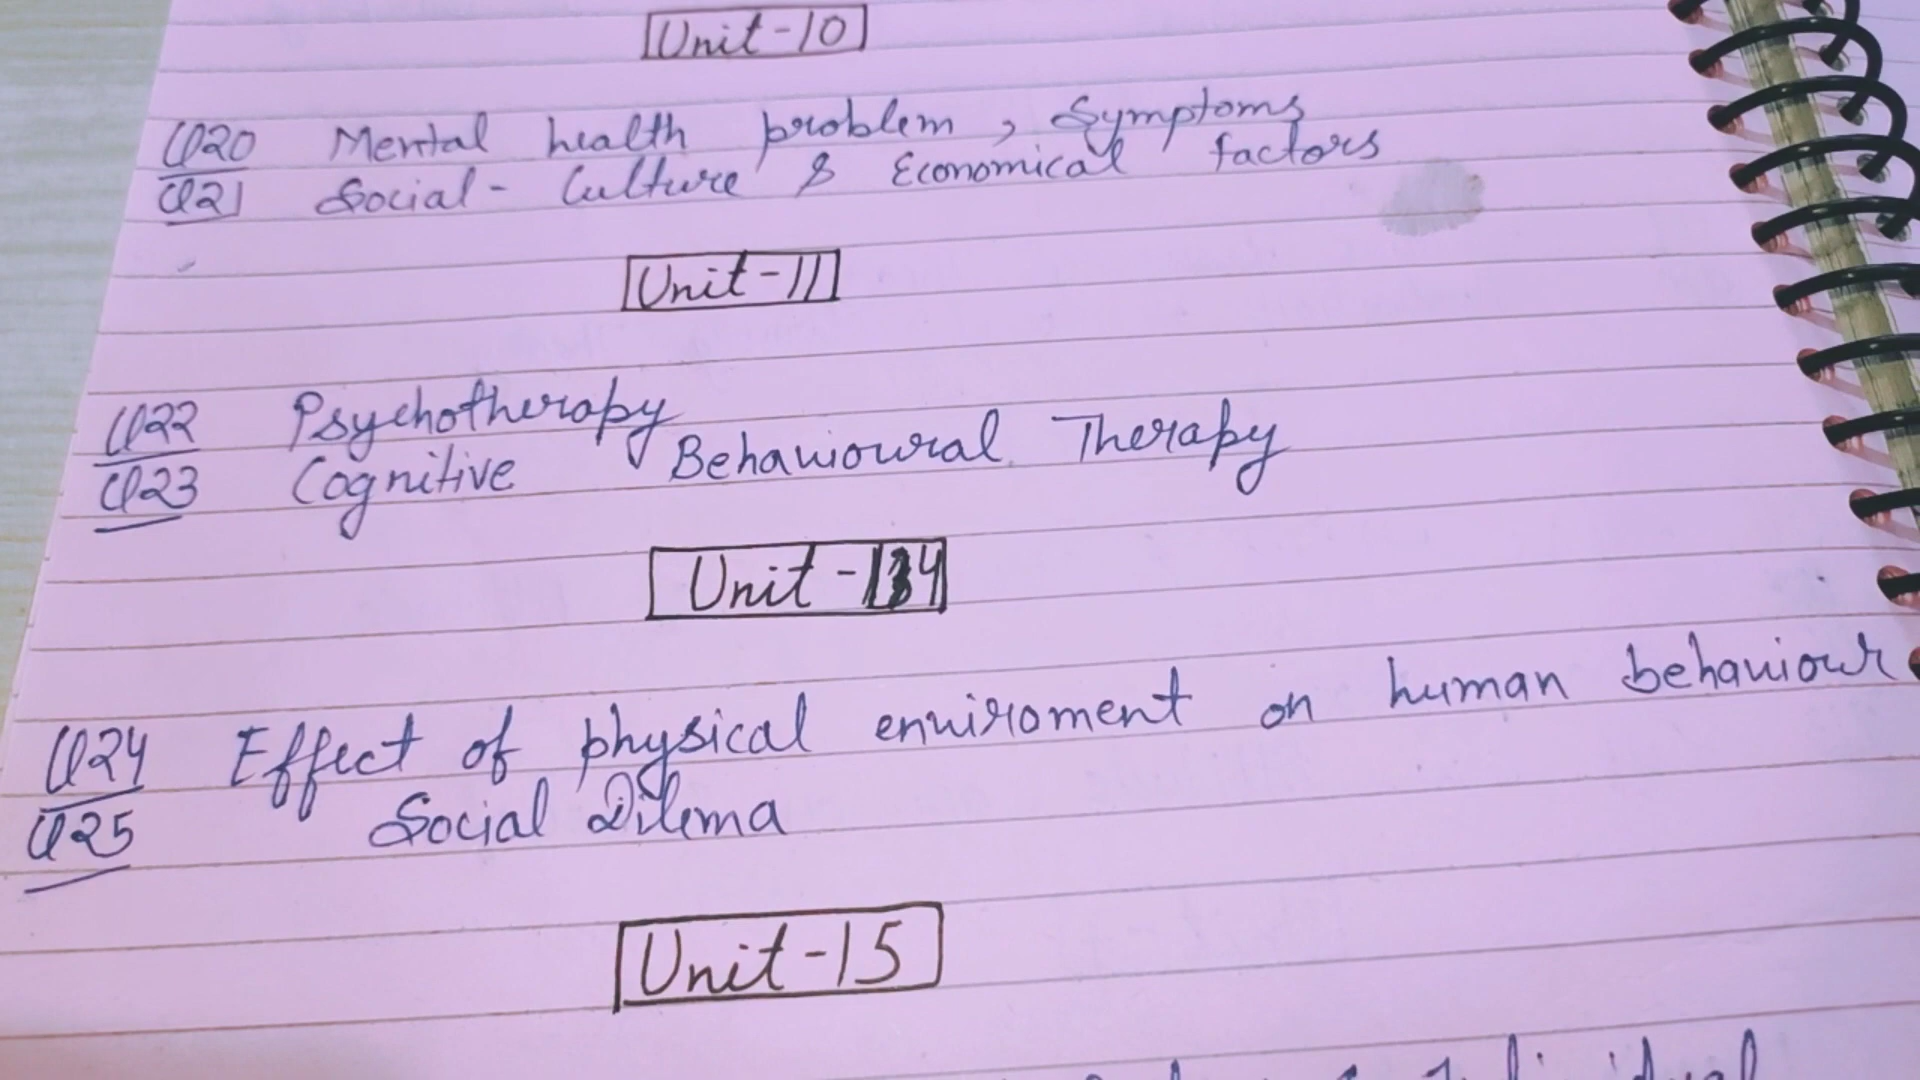 Unit-10
Q20 Mental health problem, Symptoms
Q21 Social-Culture & Economical factors
Unit-11
Q22 Psychotherapy
Q23 Cognitive Behavioural Therapy
Unit-14
Q24 Effect of physical enviroment on human behaviour
Q25 Social Dilema
Unit-15